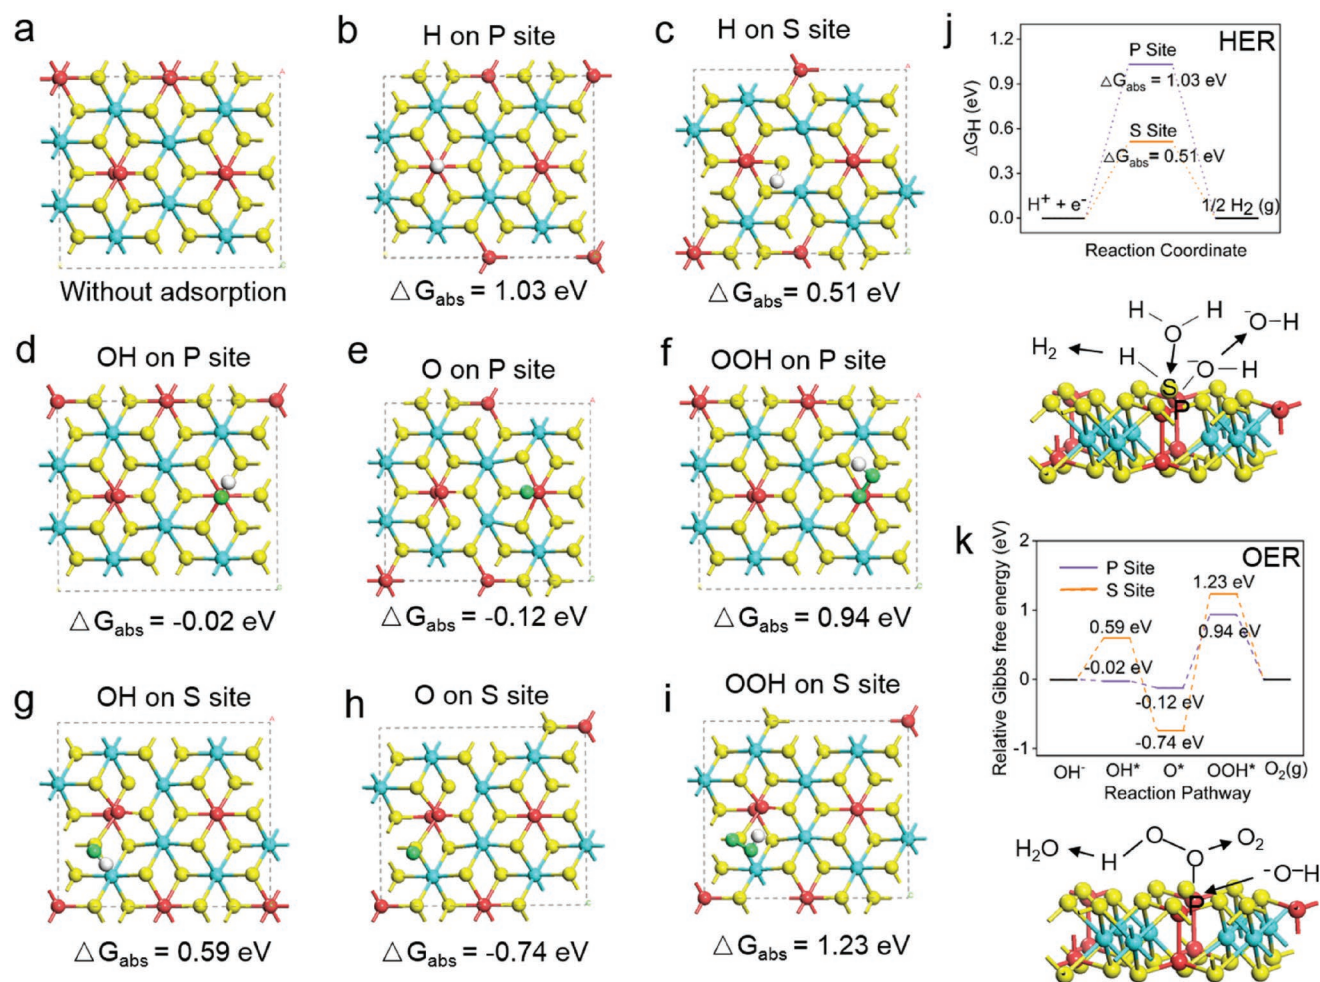 a
b
H on P site
c
H on S site
Without adsorption
△ G_abs = 1.03 eV
△ G_abs = 0.51 eV
j
HER
1.2
0.9
0.6
0.3
0.0
ΔG_H (eV)
P Site
ΔG_abs = 1.03 eV
S Site
ΔG_abs = 0.51 eV
H⁺ + e⁻
1/2 H₂ (g)
Reaction Coordinate
H
H
O
⁻O–H
H₂
H
⁻O
H
S
P
d
OH on P site
e
O on P site
f
OOH on P site
△ G_abs = -0.02 eV
△ G_abs = -0.12 eV
△ G_abs = 0.94 eV
g
OH on S site
h
O on S site
i
OOH on S site
△ G_abs = 0.59 eV
△ G_abs = -0.74 eV
△ G_abs = 1.23 eV
k
OER
2
1
0
-1
Relative Gibbs free energy (eV)
P Site
S Site
1.23 eV
0.59 eV
0.94 eV
-0.02 eV
-0.12 eV
-0.74 eV
OH⁻
OH*
O*
OOH*
O₂(g)
Reaction Pathway
H₂O
H
O
O
O₂
⁻O–H
P